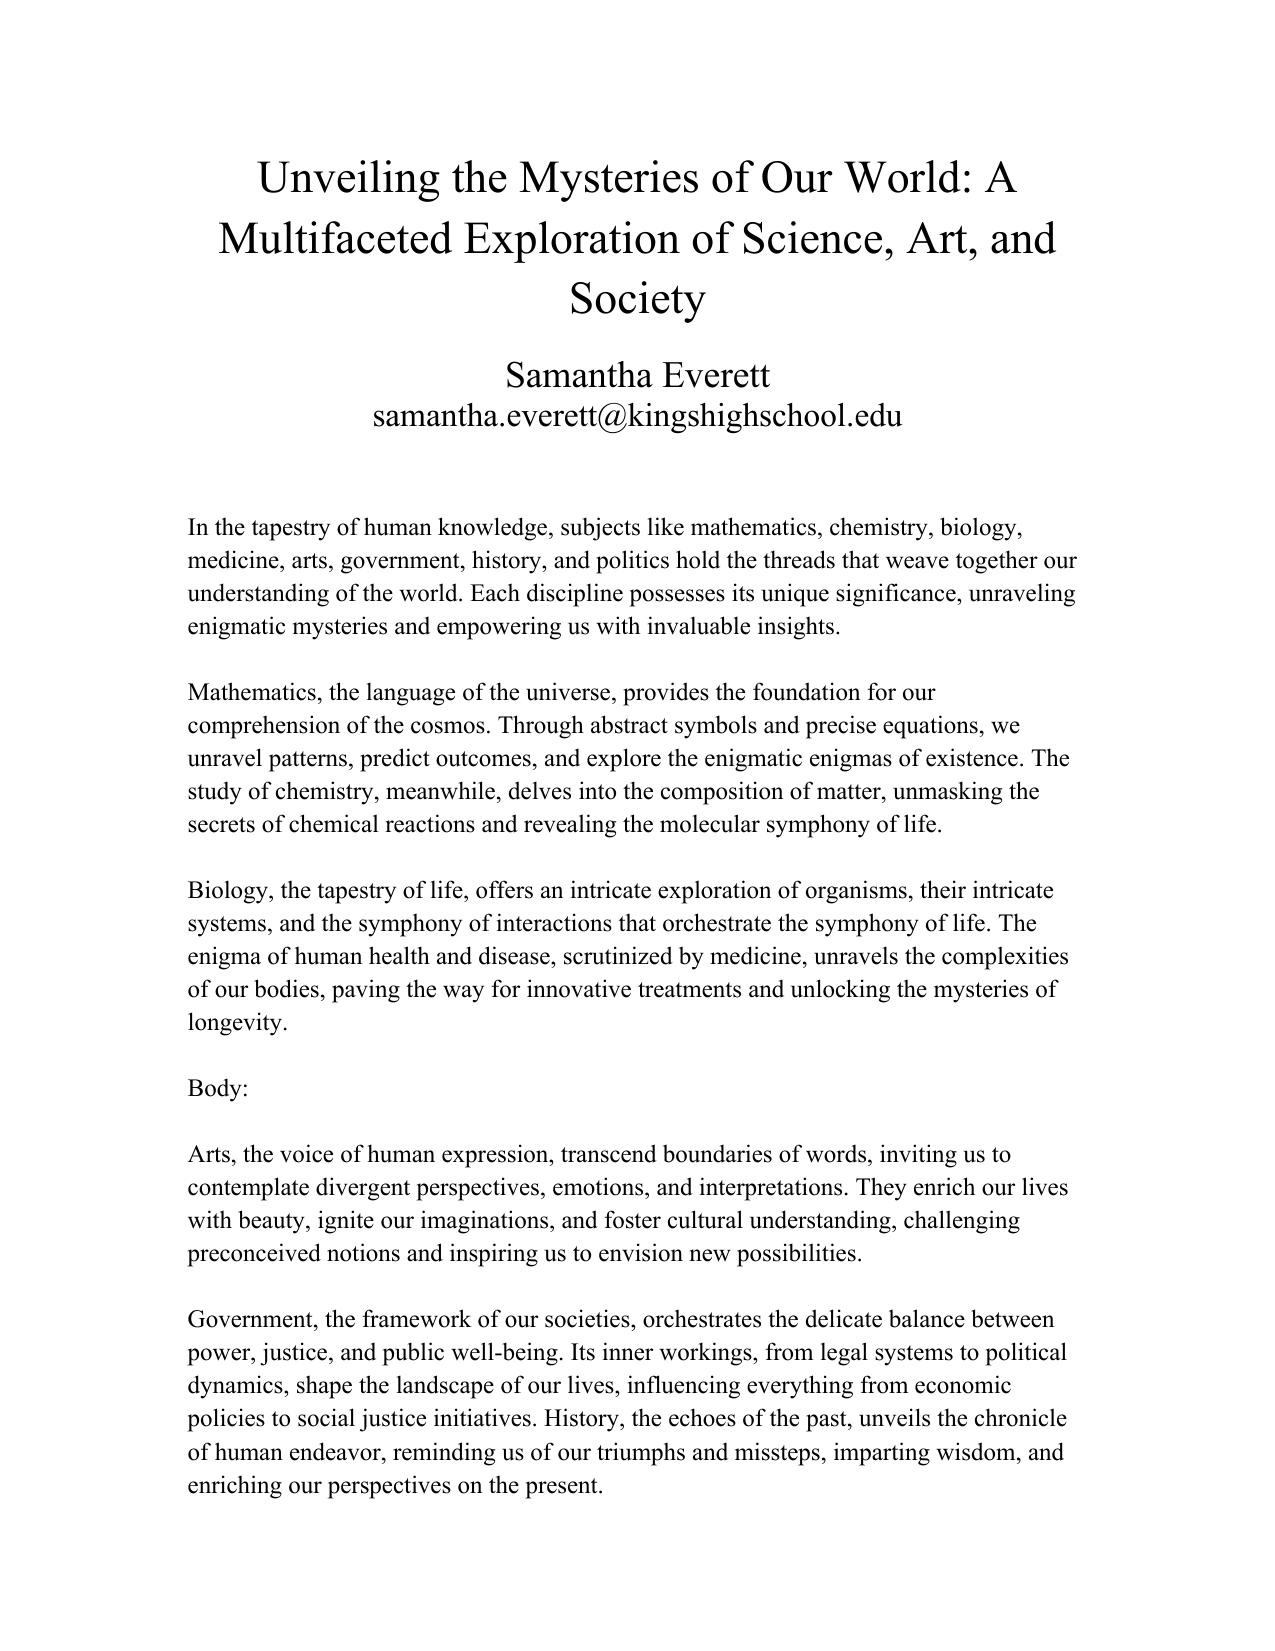 Unveiling the Mysteries of Our World: A
Multifaceted Exploration of Science, Art, and
Society
Samantha Everett
samantha.everett@kingshighschool.edu
In the tapestry of human knowledge, subjects like mathematics, chemistry, biology,
medicine, arts, government, history, and politics hold the threads that weave together our
understanding of the world. Each discipline possesses its unique significance, unraveling
enigmatic mysteries and empowering us with invaluable insights.
Mathematics, the language of the universe, provides the foundation for our
comprehension of the cosmos. Through abstract symbols and precise equations, we
unravel patterns, predict outcomes, and explore the enigmatic enigmas of existence. The
study of chemistry, meanwhile, delves into the composition of matter, unmasking the
secrets of chemical reactions and revealing the molecular symphony of life.
Biology, the tapestry of life, offers an intricate exploration of organisms, their intricate
systems, and the symphony of interactions that orchestrate the symphony of life. The
enigma of human health and disease, scrutinized by medicine, unravels the complexities
of our bodies, paving the way for innovative treatments and unlocking the mysteries of
longevity.
Body:
Arts, the voice of human expression, transcend boundaries of words, inviting us to
contemplate divergent perspectives, emotions, and interpretations. They enrich our lives
with beauty, ignite our imaginations, and foster cultural understanding, challenging
preconceived notions and inspiring us to envision new possibilities.
Government, the framework of our societies, orchestrates the delicate balance between
power, justice, and public well-being. Its inner workings, from legal systems to political
dynamics, shape the landscape of our lives, influencing everything from economic
policies to social justice initiatives. History, the echoes of the past, unveils the chronicle
of human endeavor, reminding us of our triumphs and missteps, imparting wisdom, and
enriching our perspectives on the present.